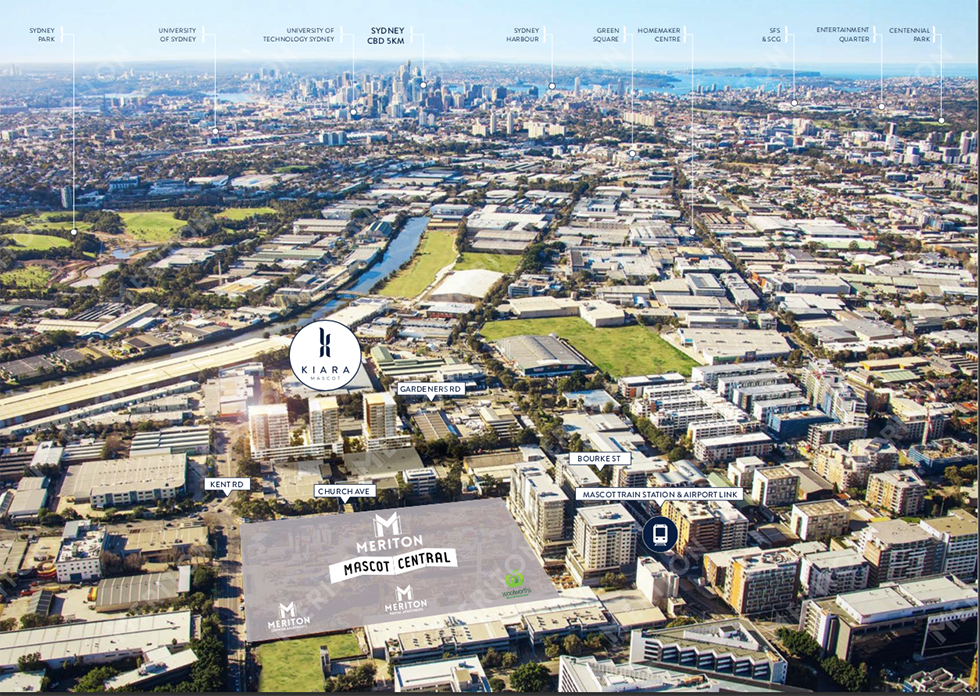 SYDNEY
PARK
UNIVERSITY
OF SYDNEY
UNIVERSITY OF
TECHNOLOGY SYDNEY
SYDNEY
CBD 5KM
SYDNEY
HARBOUR
GREEN
SQUARE
HOMEMAKER
CENTRE
SFS
& SCG
ENTERTAINMENT
QUARTER
CENTENNIAL
PARK
KIARA
MASCOT
GARDENERS RD
BOURKE ST
KENT RD
CHURCH AVE
MASCOT TRAIN STATION & AIRPORT LINK
MERITON
MASCOT CENTRAL
woolworths
MERITON
MERITON